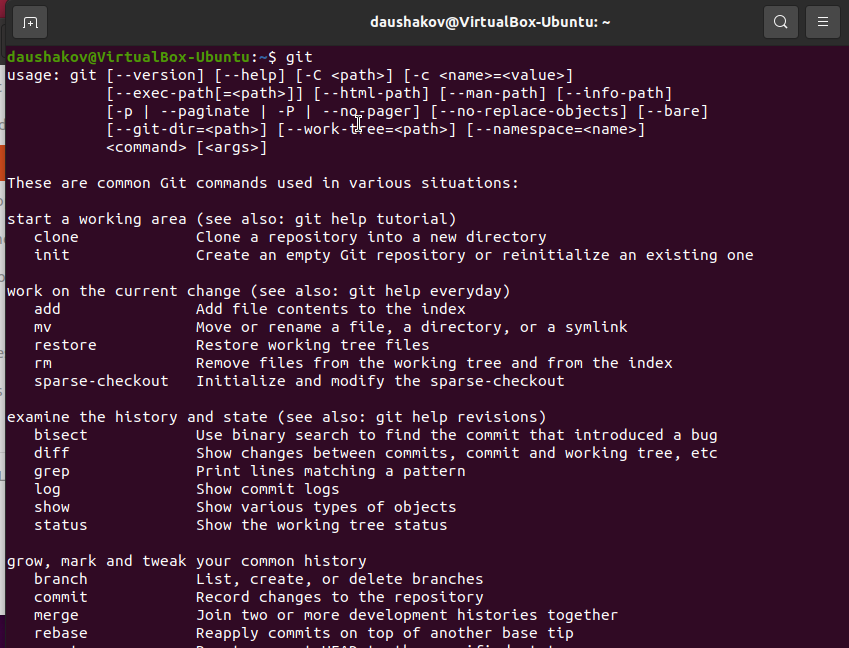 daushakov@VirtualBox-Ubuntu: ~
daushakov@VirtualBox-Ubuntu:~$ git
usage: git [--version] [--help] [-C <path>] [-c <name>=<value>]
           [--exec-path[=<path>]] [--html-path] [--man-path] [--info-path]
           [-p | --paginate | -P | --no-pager] [--no-replace-objects] [--bare]
           [--git-dir=<path>] [--work-tree=<path>] [--namespace=<name>]
           <command> [<args>]

These are common Git commands used in various situations:

start a working area (see also: git help tutorial)
   clone             Clone a repository into a new directory
   init              Create an empty Git repository or reinitialize an existing one

work on the current change (see also: git help everyday)
   add               Add file contents to the index
   mv                Move or rename a file, a directory, or a symlink
   restore           Restore working tree files
   rm                Remove files from the working tree and from the index
   sparse-checkout   Initialize and modify the sparse-checkout

examine the history and state (see also: git help revisions)
   bisect            Use binary search to find the commit that introduced a bug
   diff              Show changes between commits, commit and working tree, etc
   grep              Print lines matching a pattern
   log               Show commit logs
   show              Show various types of objects
   status            Show the working tree status

grow, mark and tweak your common history
   branch            List, create, or delete branches
   commit            Record changes to the repository
   merge             Join two or more development histories together
   rebase            Reapply commits on top of another base tip